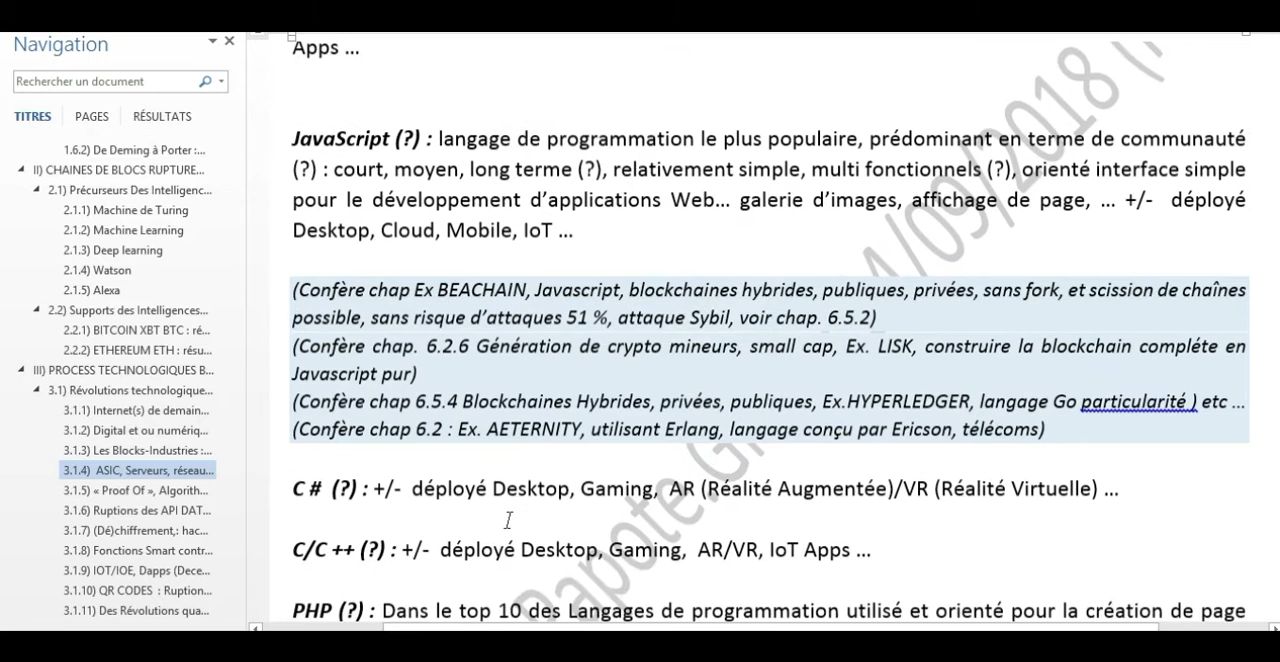 Navigation
Rechercher un document
TITRES PAGES RÉSULTATS
1.6.2) De Deming à Porter :...
II) CHAINES DE BLOCS RUPTURE...
2.1) Précurseurs Des Intelligenc...
2.1.1) Machine de Turing
2.1.2) Machine Learning
2.1.3) Deep learning
2.1.4) Watson
2.1.5) Alexa
2.2) Supports des Intelligences...
2.2.1) BITCOIN XBT BTC : ré...
2.2.2) ETHEREUM ETH : résu...
III) PROCESS TECHNOLOGIQUES B...
3.1) Révolutions technologique...
3.1.1) Internet(s) de demain...
3.1.2) Digital et ou numériq...
3.1.3) Les Blocks-Industries :...
3.1.4) ASIC, Serveurs, réseau...
3.1.5) « Proof Of », Algorith...
3.1.6) Ruptions des API DAT...
3.1.7) (Dé)chiffrement,: hac...
3.1.8) Fonctions Smart contr...
3.1.9) IOT/IOE, Dapps (Dece...
3.1.10) QR CODES : Ruption...
3.1.11) Des Révolutions qua...
Apps ...
JavaScript (?) : langage de programmation le plus populaire, prédominant en terme de communauté
(?) : court, moyen, long terme (?), relativement simple, multi fonctionnels (?), orienté interface simple
pour le développement d'applications Web... galerie d'images, affichage de page, ... +/- déployé
Desktop, Cloud, Mobile, IoT ...
(Confère chap Ex BEACHAIN, Javascript, blockchaines hybrides, publiques, privées, sans fork, et scission de chaînes
possible, sans risque d'attaques 51 %, attaque Sybil, voir chap. 6.5.2)
(Confère chap. 6.2.6 Génération de crypto mineurs, small cap, Ex. LISK, construire la blockchain compléte en
Javascript pur)
(Confère chap 6.5.4 Blockchaines Hybrides, privées, publiques, Ex.HYPERLEDGER, langage Go particularité ) etc ...
(Confère chap 6.2 : Ex. AETERNITY, utilisant Erlang, langage conçu par Ericson, télécoms)
C # (?) : +/- déployé Desktop, Gaming, AR (Réalité Augmentée)/VR (Réalité Virtuelle) ...
C/C ++ (?) : +/- déployé Desktop, Gaming, AR/VR, IoT Apps ...
PHP (?) : Dans le top 10 des Langages de programmation utilisé et orienté pour la création de page